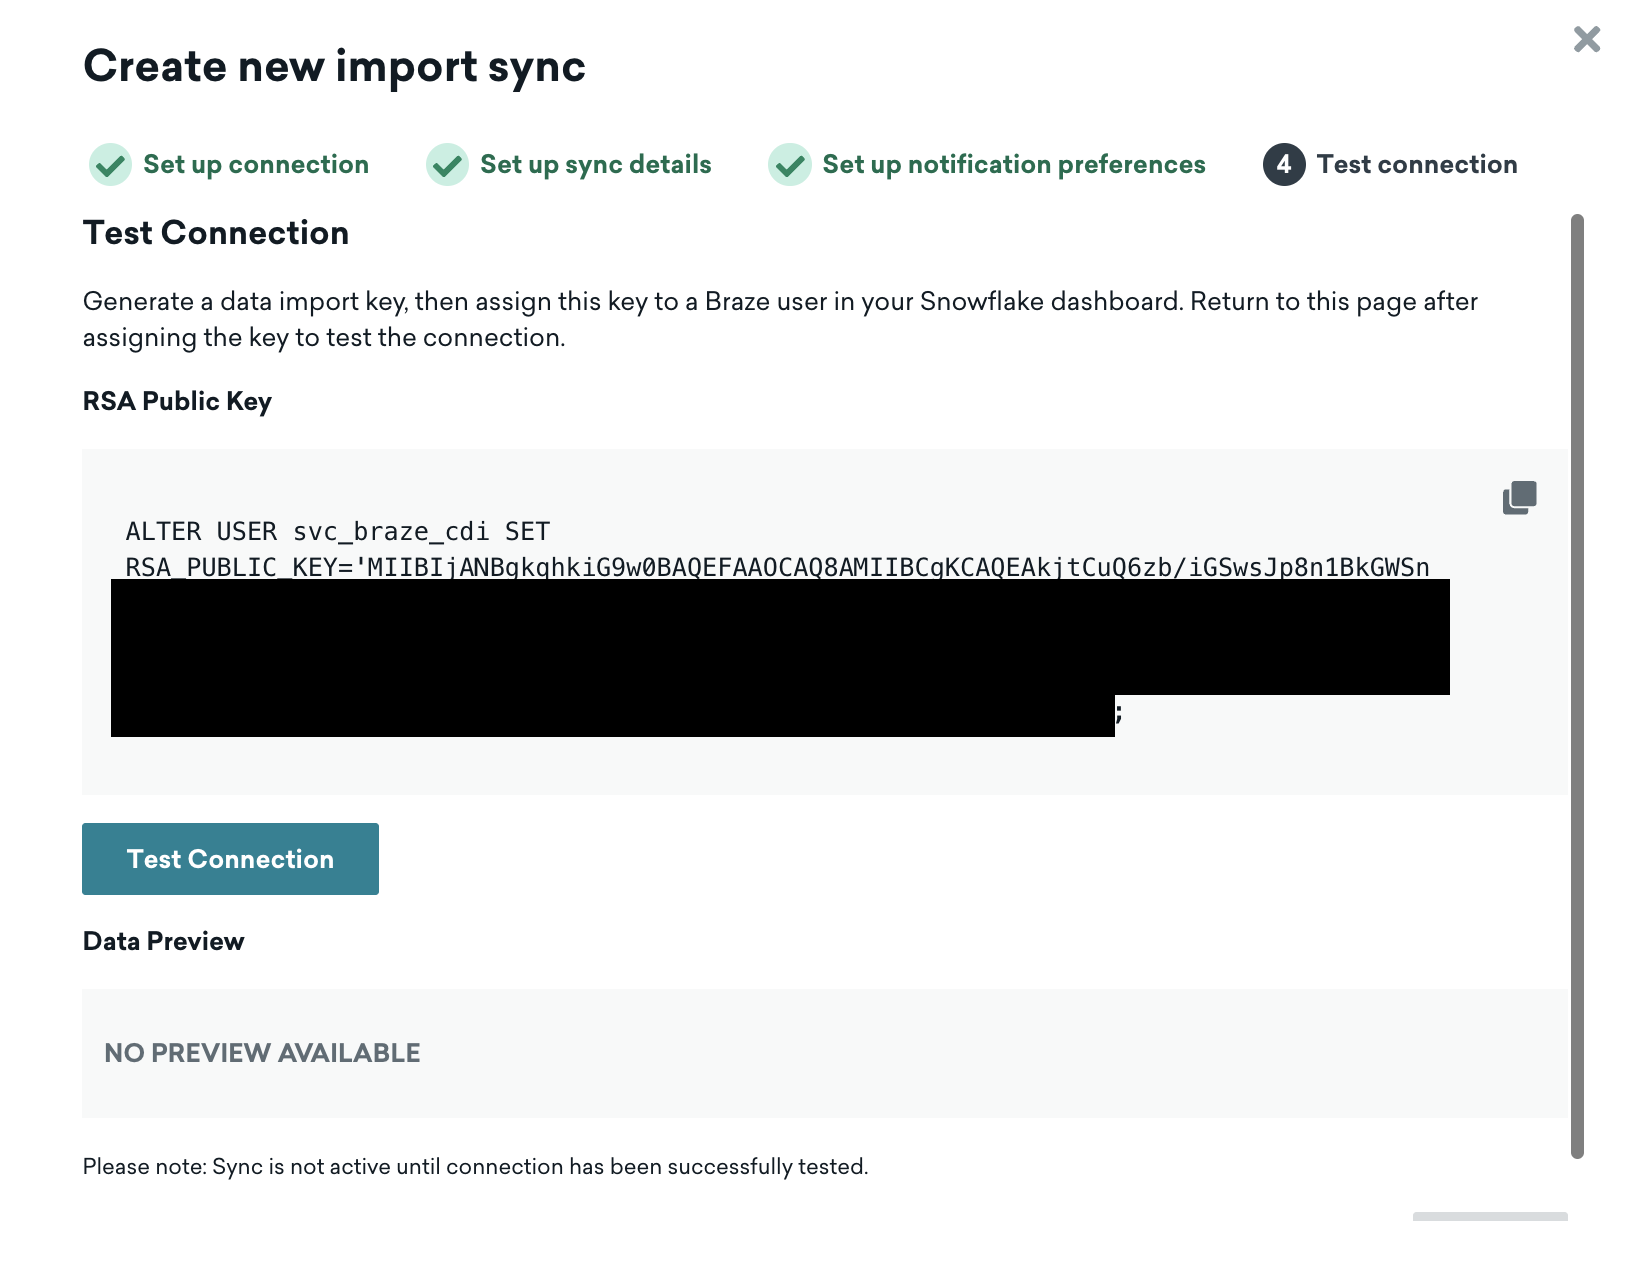 Create new import sync
Set up connection
Set up sync details
Set up notification preferences
4 Test connection
Test Connection
Generate a data import key, then assign this key to a Braze user in your Snowflake dashboard. Return to this page after
assigning the key to test the connection.
RSA Public Key
ALTER USER svc_braze_cdi SET
RSA_PUBLIC_KEY='MIIBIjANBgkqhkiG9w0BAQEFAAOCAQ8AMIIBCgKCAQEAkjtCuQ6zb/iGSwsJp8n1BkGWSn
;
Test Connection
Data Preview
NO PREVIEW AVAILABLE
Please note: Sync is not active until connection has been successfully tested.